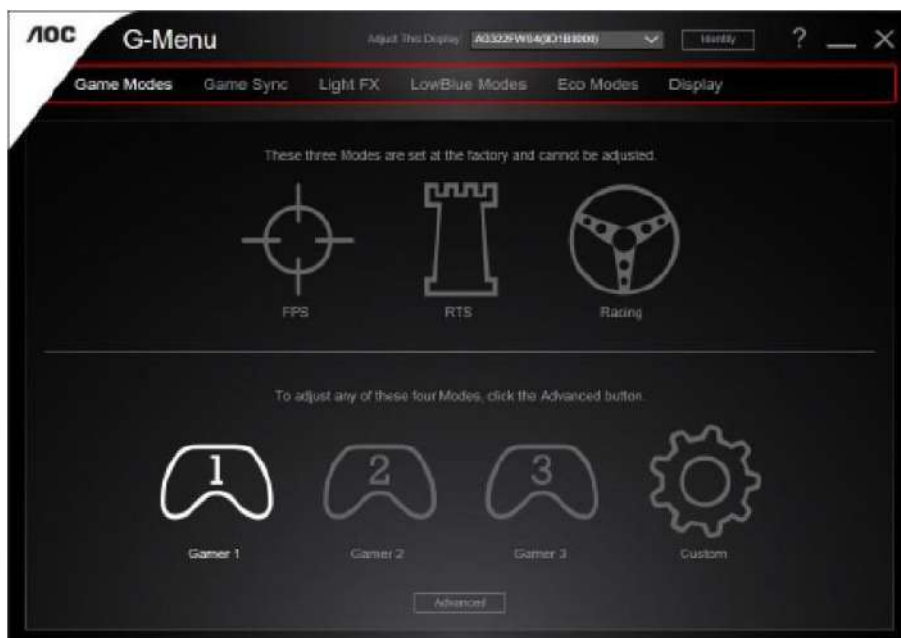 AOC
G-Menu
Adjust This Display
Identify
?
Game Modes Game Sync Light FX LowBlue Modes Eco Modes Display
These three Modes are set at the factory and cannot be adjusted.
FPS RTS Racing
To adjust any of these four Modes, click the Advanced button.
1 2 3
Gamer 1 Gamer 2 Gamer 3 Custom
Advanced